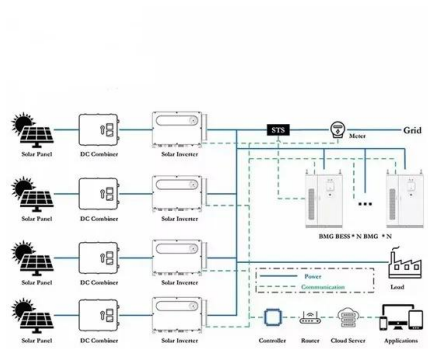 STS
Meter
Grid
Solar Panel
DC Combiner
Solar Inverter
Solar Panel
DC Combiner
Solar Inverter
BMG BESS * N BMG * N
Solar Panel
DC Combiner
Solar Inverter
Power
Communication
Load
Solar Panel
DC Combiner
Solar Inverter
Controller
Router
Cloud Server
Applications